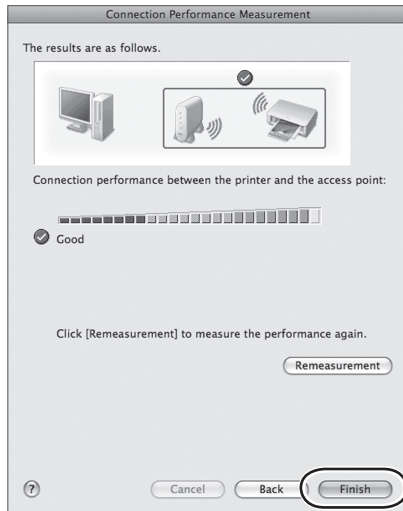 Connection Performance Measurement
The results are as follows.
Connection performance between the printer and the access point:
Good
Click [Remeasurement] to measure the performance again.
Remeasurement
?
Cancel
Back
Finish